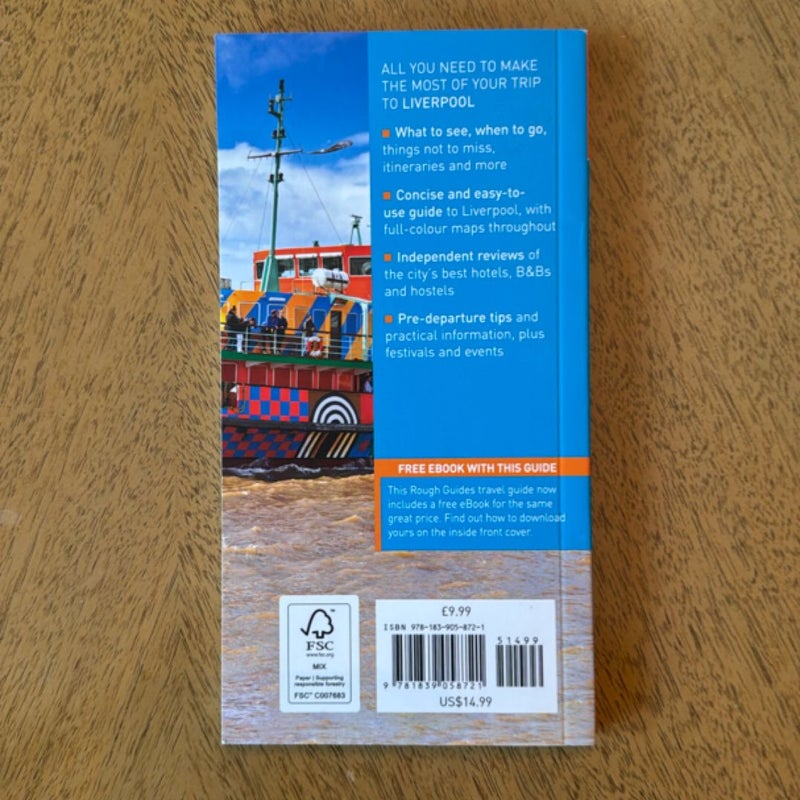 ALL YOU NEED TO MAKE
THE MOST OF YOUR TRIP
TO LIVERPOOL
What to see, when to go,
things not to miss,
itineraries and more
Concise and easy-to-
use guide to Liverpool, with
full-colour maps throughout
Independent reviews of
the city's best hotels, B&Bs
and hostels
Pre-departure tips and
practical information, plus
festivals and events
FREE EBOOK WITH THIS GUIDE
This Rough Guides travel guide now
includes a free eBook for the same
great price. Find out how to download
yours on the inside front cover.
FSC
www.fsc.org
MIX
Paper | Supporting
responsible forestry
FSC® C007683
£9.99
ISBN 978-183-905-872-1
51499
9 781839 058721
US$14.99